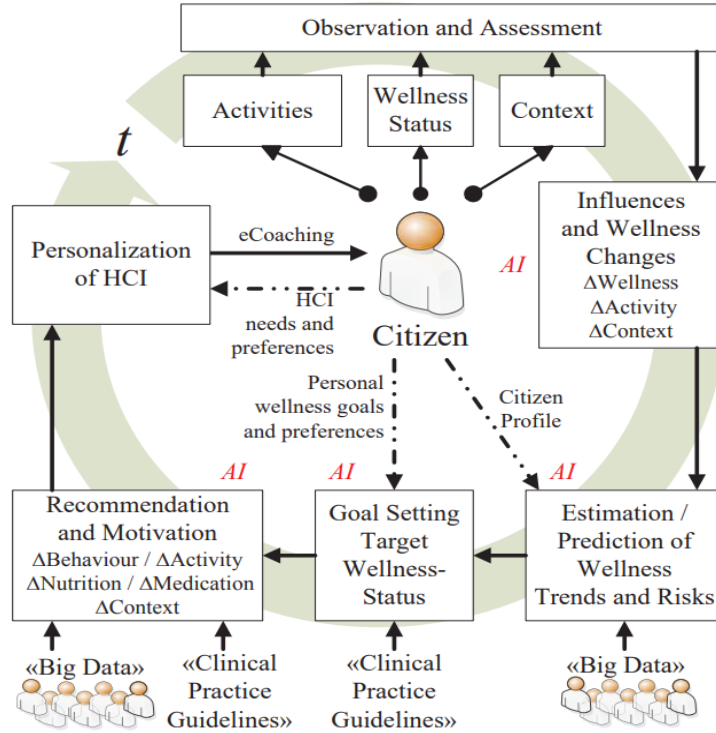 Observation and Assessment
Activities
Wellness
Status
Context
t
Personalization
of HCI
eCoaching
HCI
needs and
preferences
Citizen
AI
Influences
and Wellness
Changes
ΔWellness
ΔActivity
ΔContext
Personal
wellness goals
and preferences
Citizen
Profile
AI
AI
AI
Recommendation
and Motivation
ΔBehaviour / ΔActivity
ΔNutrition / ΔMedication
ΔContext
Goal Setting
Target
Wellness-
Status
Estimation /
Prediction of
Wellness
Trends and Risks
«Big Data»
«Clinical
Practice
Guidelines»
«Clinical
Practice
Guidelines»
«Big Data»